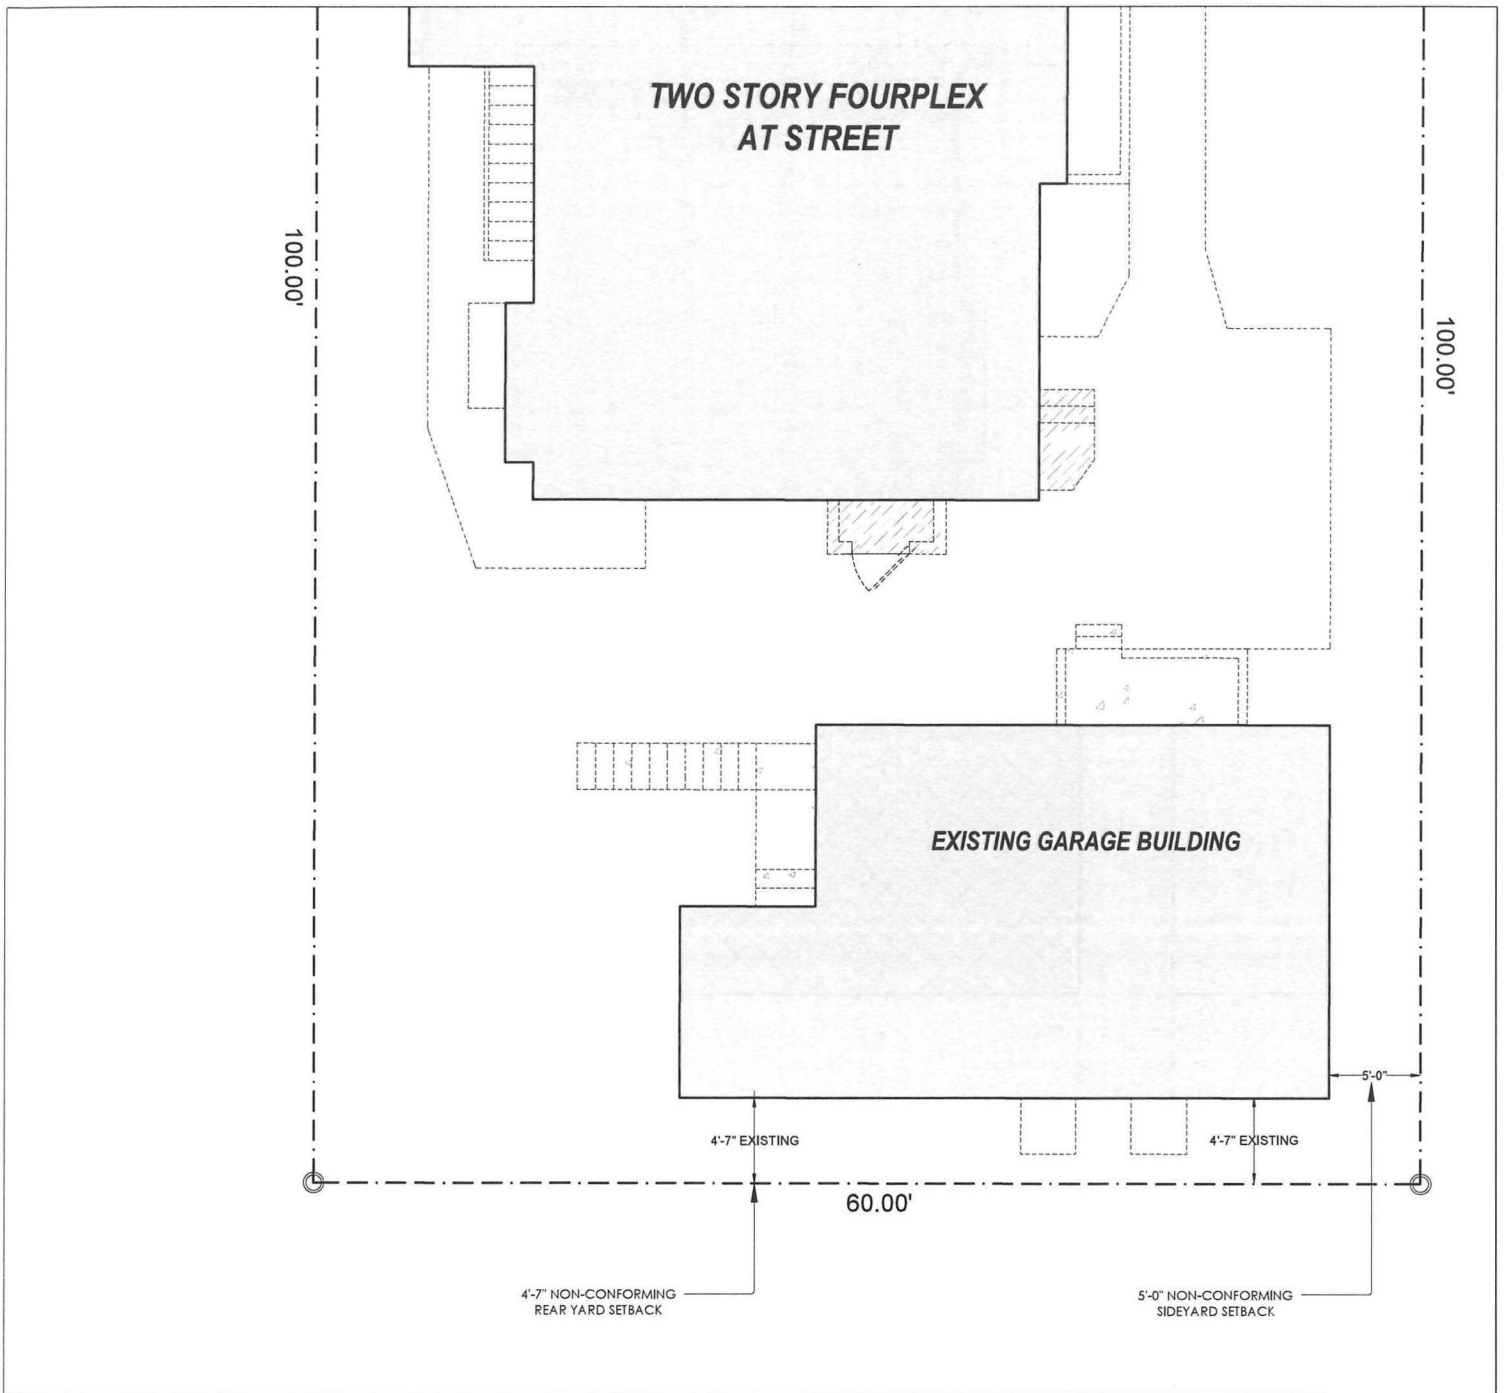 TWO STORY FOURPLEX
AT STREET
100.00'
100.00'
EXISTING GARAGE BUILDING
5'-0"
4'-7" EXISTING
4'-7" EXISTING
60.00'
4'-7" NON-CONFORMING
REAR YARD SETBACK
5'-0" NON-CONFORMING
SIDEYARD SETBACK